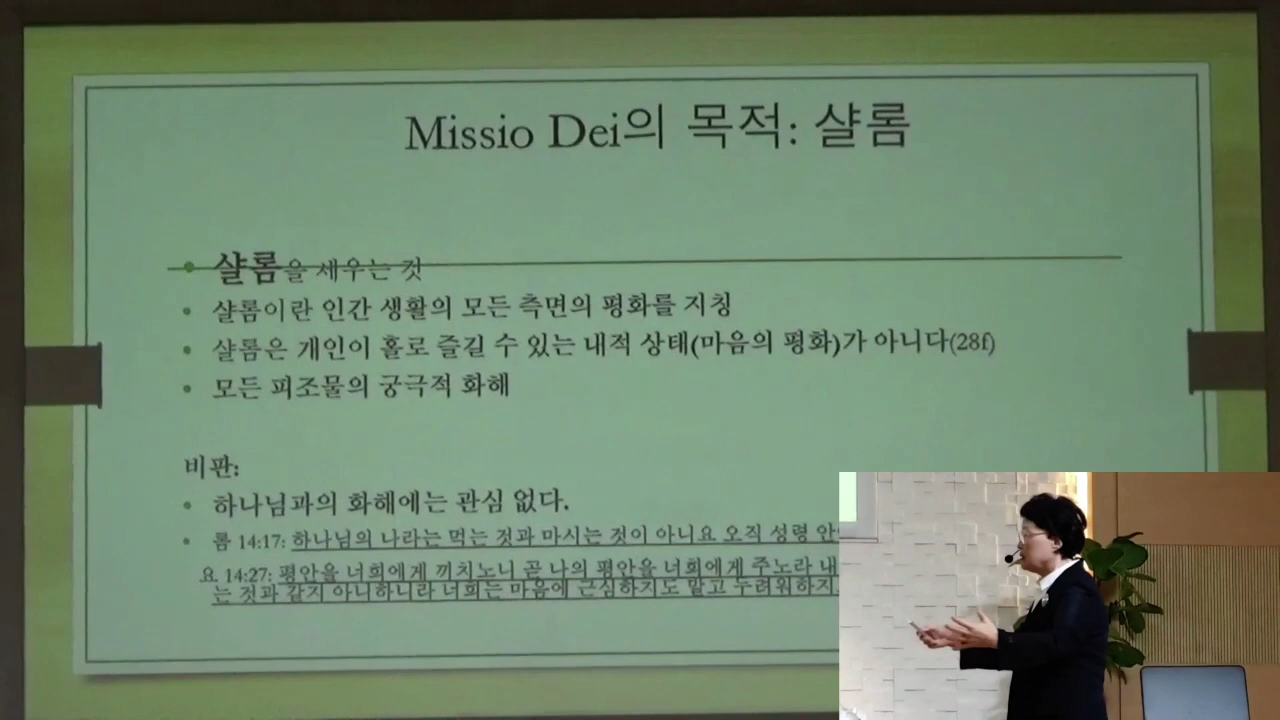 Missio Dei의 목적: 샬롬
• 샬롬을 세우는 것
• 샬롬이란 인간 생활의 모든 측면의 평화를 지칭
• 샬롬은 개인이 홀로 즐길 수 있는 내적 상태(마음의 평화)가 아니다(28f)
• 모든 피조물의 궁극적 화해
비판:
• 하나님과의 화해에는 관심 없다.
• 롬 14:17: 하나님의 나라는 먹는 것과 마시는 것이 아니요 오직 성령
요 14:27: 평안을 너희에게 끼치노니 곧 나의 평안을 너희에게 주노라
는 것과 같지 아니하니라 너희는 마음에 근심하지도 말고